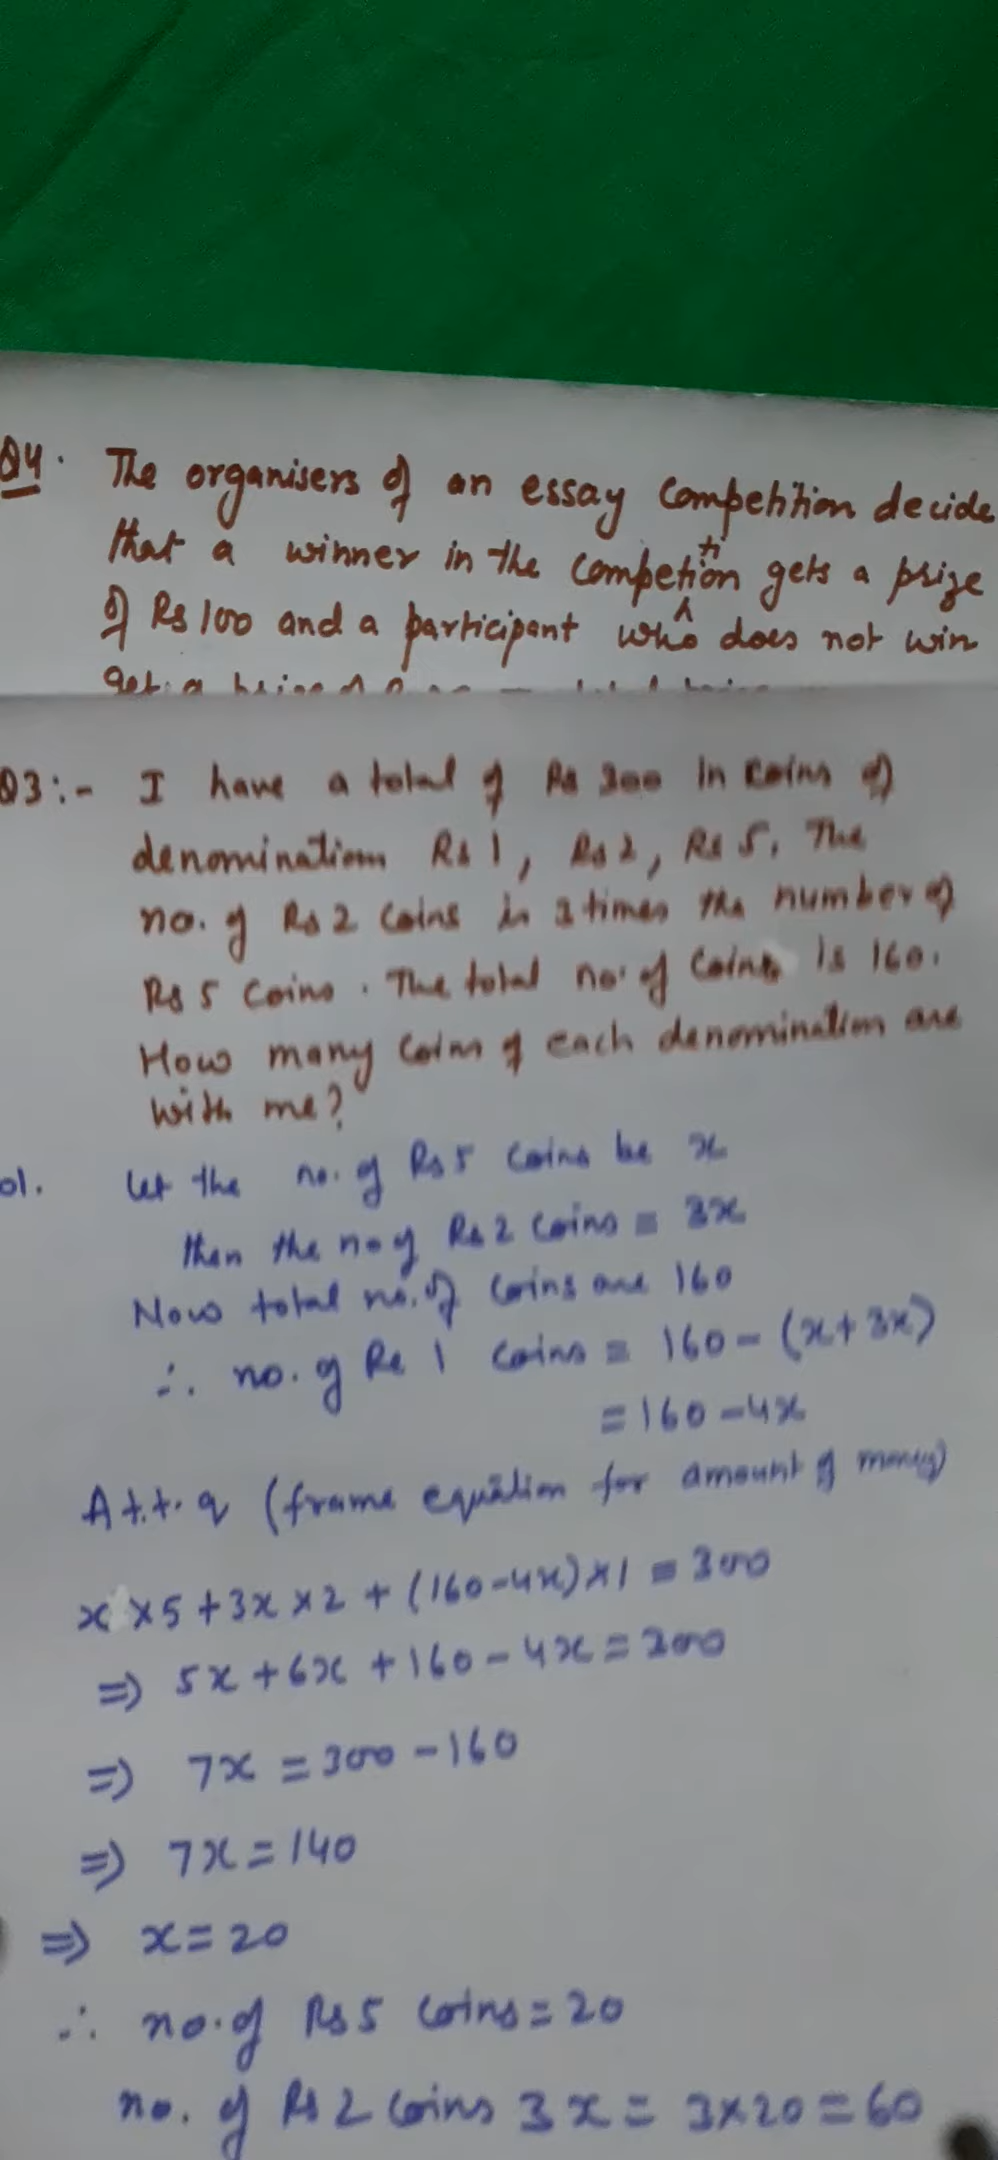 Q4. The organisers of an essay competition decide
that a winner in the competition gets a prize
of Rs 100 and a participant who does not win
get a
Q3:- I have a total of Rs 300 in coins of
denomination Rs 1, Rs 2, Rs 5. The
no. of Rs 2 coins is 3 times the number of
Rs 5 coins. The total no. of coins is 160.
How many coins of each denomination are
with me?
ol. let the no. of Rs 5 coins be x
then the no of Rs 2 coins = 3x
Now total no. of coins are 160
∴ no. of Re 1 coins = 160 - (x + 3x)
= 160 - 4x
A.t.q (frame equation for amount of money)
x × 5 + 3x × 2 + (160 - 4x) × 1 = 300
⇒ 5x + 6x + 160 - 4x = 300
⇒ 7x = 300 - 160
⇒ 7x = 140
⇒ x = 20
∴ no. of Rs 5 coins = 20
no. of Rs 2 coins 3x = 3×20 = 60